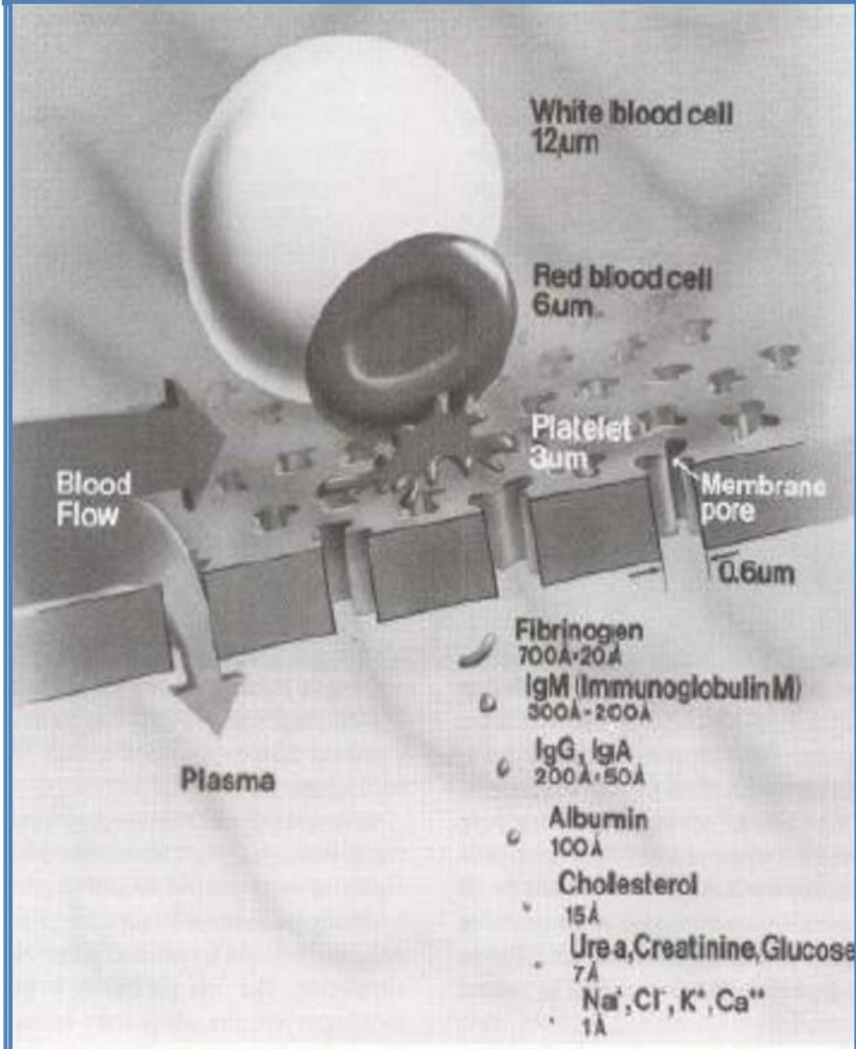 White blood cell
12µm
Red blood cell
6um
Platelet
3um
Blood
Flow
Membrane
pore
0.6um
Fibrinogen
700Å•20Å
IgM (Immunoglobulin M)
300Å-200Å
IgG, IgA
200Å•50Å
Plasma
Albumin
100Å
Cholesterol
15Å
Urea, Creatinine, Glucose
7Å
Na⁺, Cl⁻, K⁺, Ca⁺⁺
1Å